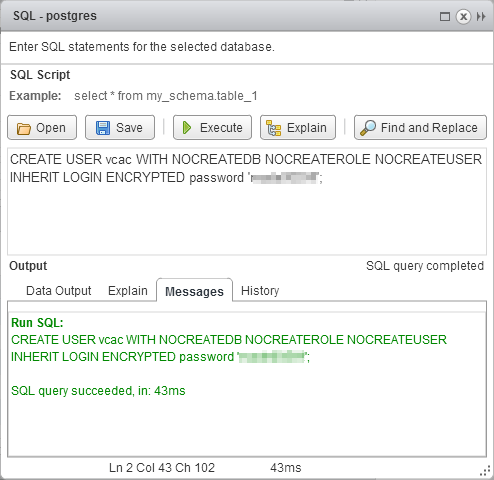 SQL - postgres
Enter SQL statements for the selected database.
SQL Script
Example: select * from my_schema.table_1
Open Save Execute Explain Find and Replace
CREATE USER vcac WITH NOCREATEDB NOCREATEROLE NOCREATEUSER
INHERIT LOGIN ENCRYPTED password '';
Output SQL query completed
Data Output Explain Messages History
Run SQL:
CREATE USER vcac WITH NOCREATEDB NOCREATEROLE NOCREATEUSER
INHERIT LOGIN ENCRYPTED password '';
SQL query succeeded, in: 43ms
Ln 2 Col 43 Ch 102 43ms